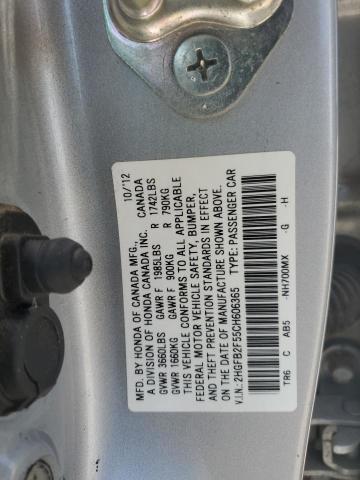 MFD. BY HONDA OF CANADA MFG., 10/'12
A DIVISION OF HONDA CANADA INC. CANADA
GVWR 3660LBS GAWR F 1985LBS R 1742LBS
GVWR 1660KG GAWR F 900KG R 790KG
THIS VEHICLE CONFORMS TO ALL APPLICABLE
FEDERAL MOTOR VEHICLE SAFETY, BUMPER,
AND THEFT PREVENTION STANDARDS IN EFFECT
ON THE DATE OF MANUFACTURE SHOWN ABOVE.
V.I.N.: 2HGFB2F55CH606365 TYPE: PASSENGER CAR
TR6 C AB5 -NH700MX -G -H